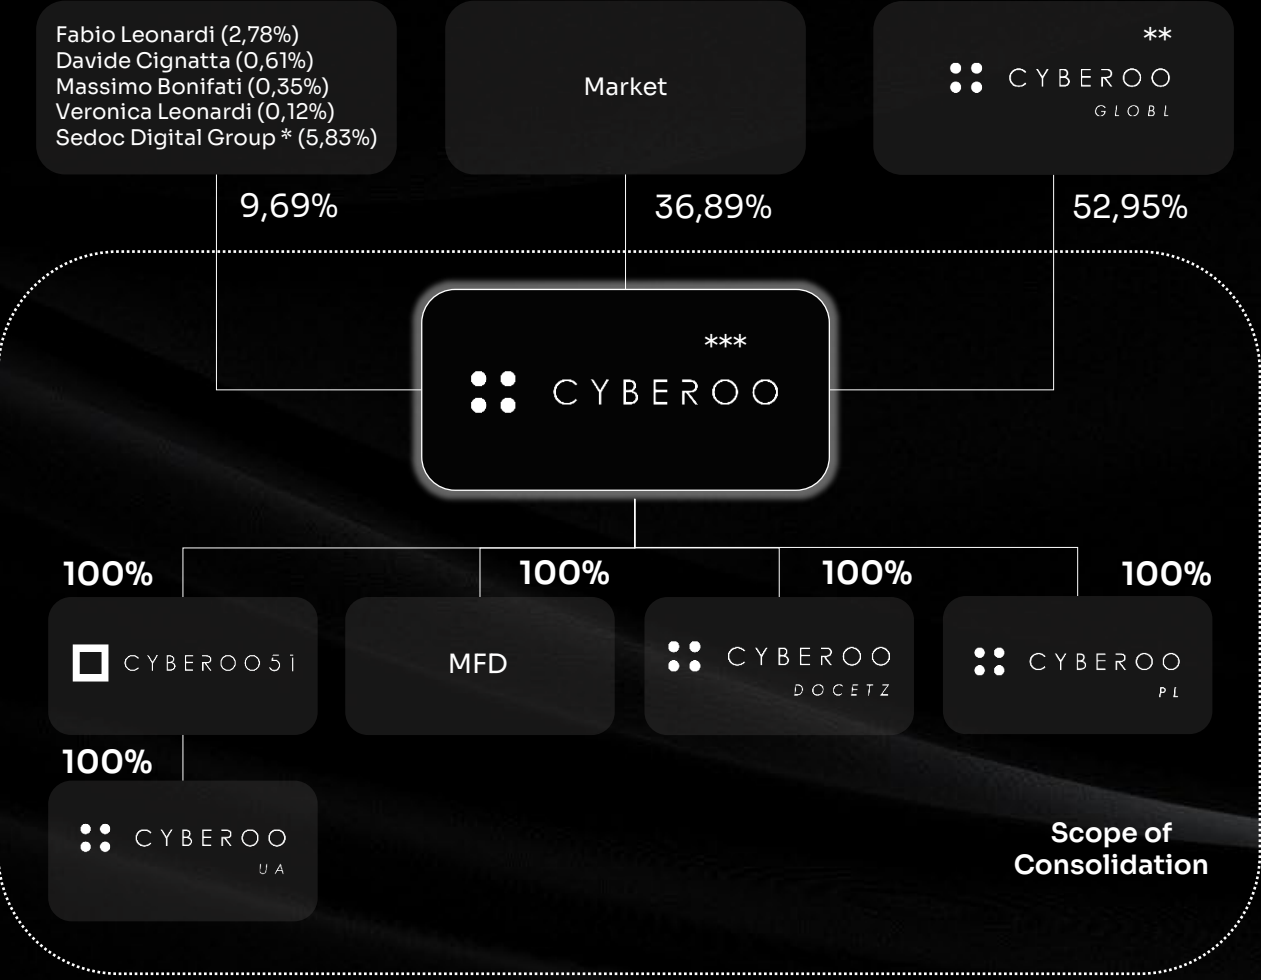 Fabio Leonardi (2,78%)
Davide Cignatta (0,61%)
Massimo Bonifati (0,35%)
Veronica Leonardi (0,12%)
Sedoc Digital Group * (5,83%)
Market
**
CYBEROO
GLOBL
9,69%
36,89%
52,95%
***
CYBEROO
100%
100%
100%
100%
CYBEROO51
MFD
CYBEROO
DOCETZ
CYBEROO
PL
100%
CYBEROO
UA
Scope of
Consolidation